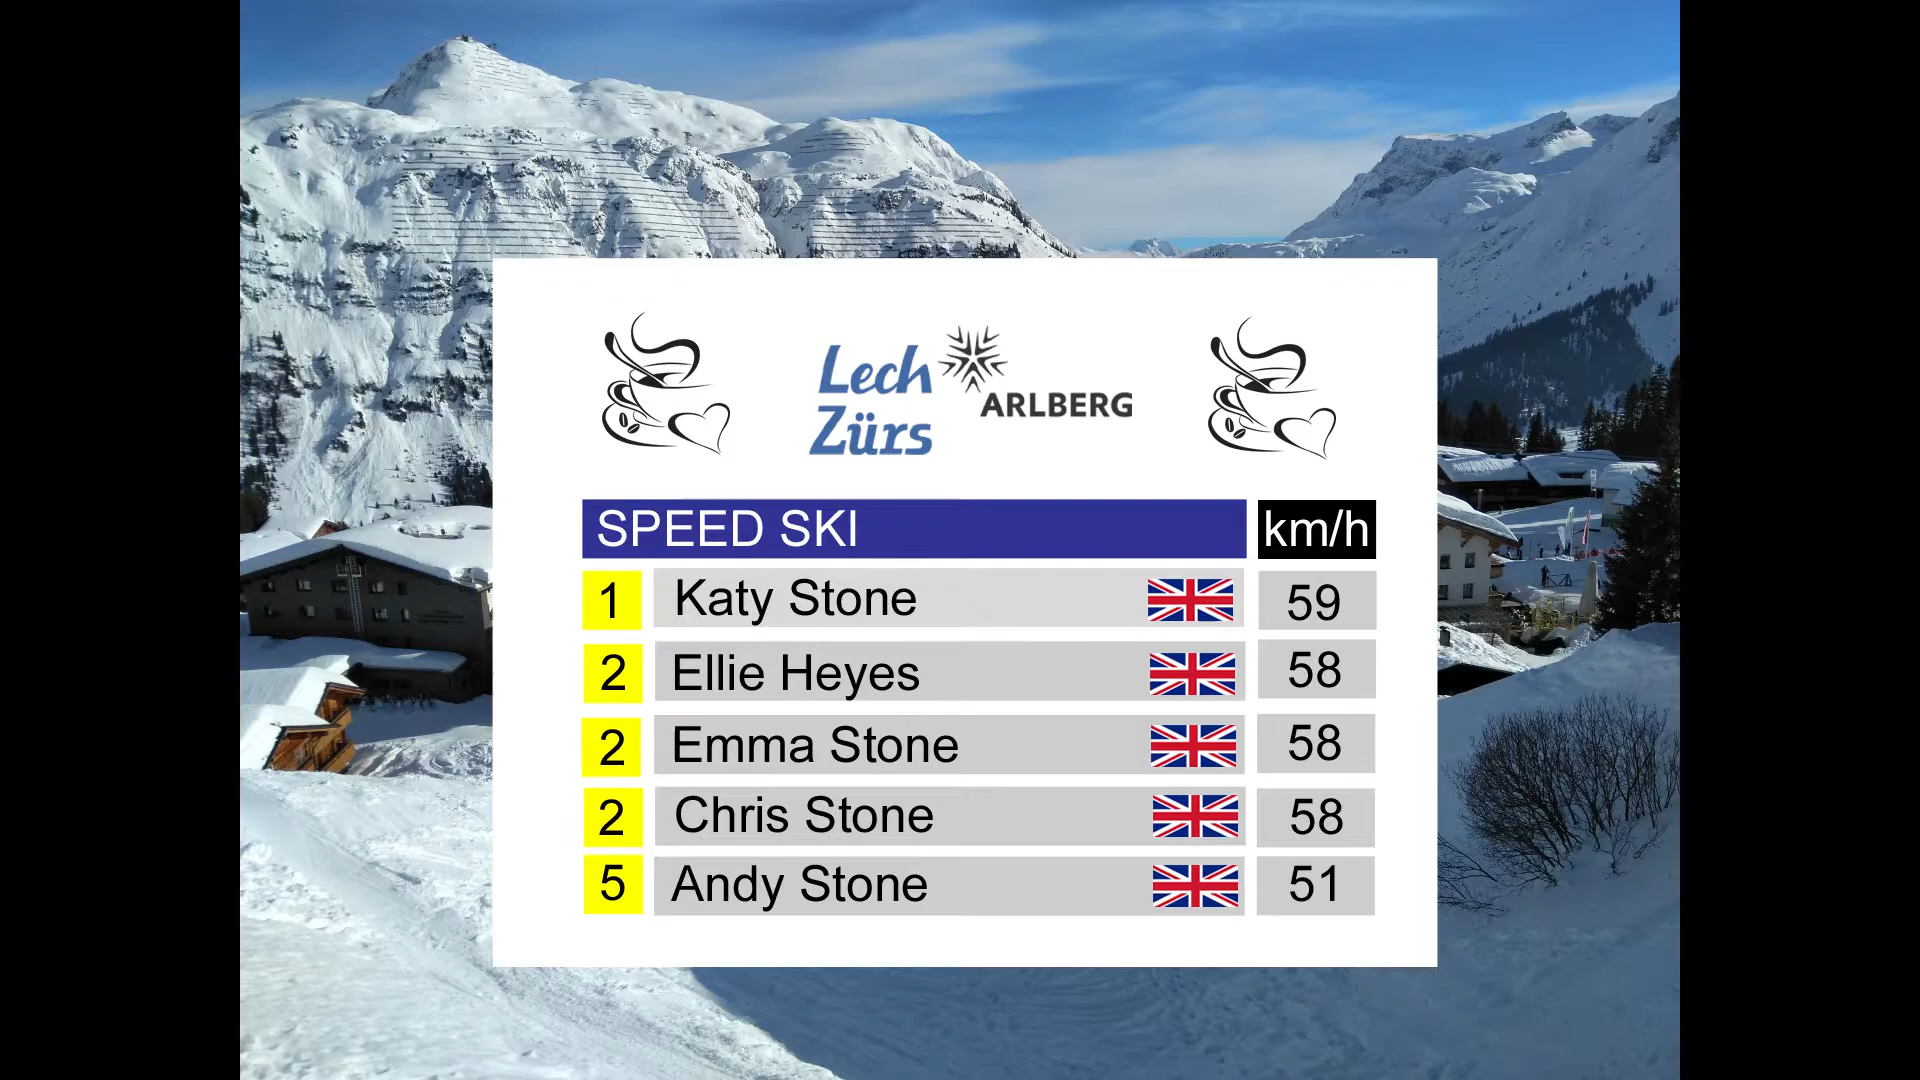 Lech
Zürs
ARLBERG
SPEED SKI km/h
1 Katy Stone 59
2 Ellie Heyes 58
2 Emma Stone 58
2 Chris Stone 58
5 Andy Stone 51